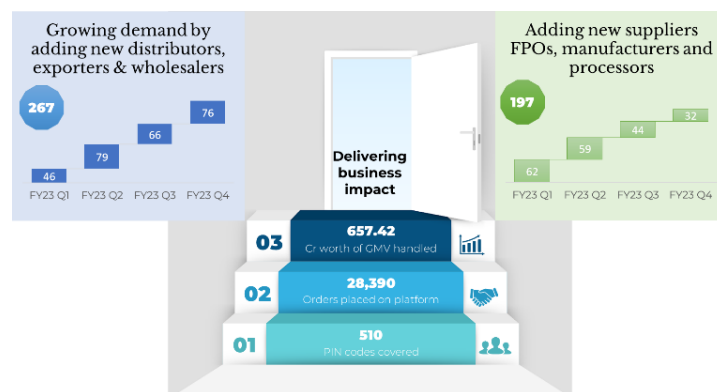 Growing demand by
adding new distributors,
exporters & wholesalers
267
46
79
66
76
FY23 Q1
FY23 Q2
FY23 Q3
FY23 Q4
Adding new suppliers
FPOs, manufacturers and
processors
197
62
59
44
32
FY23 Q1
FY23 Q2
FY23 Q3
FY23 Q4
Delivering
business
impact
03
657.42
Cr worth of GMV handled
02
28,390
Orders placed on platform
01
510
PIN codes covered